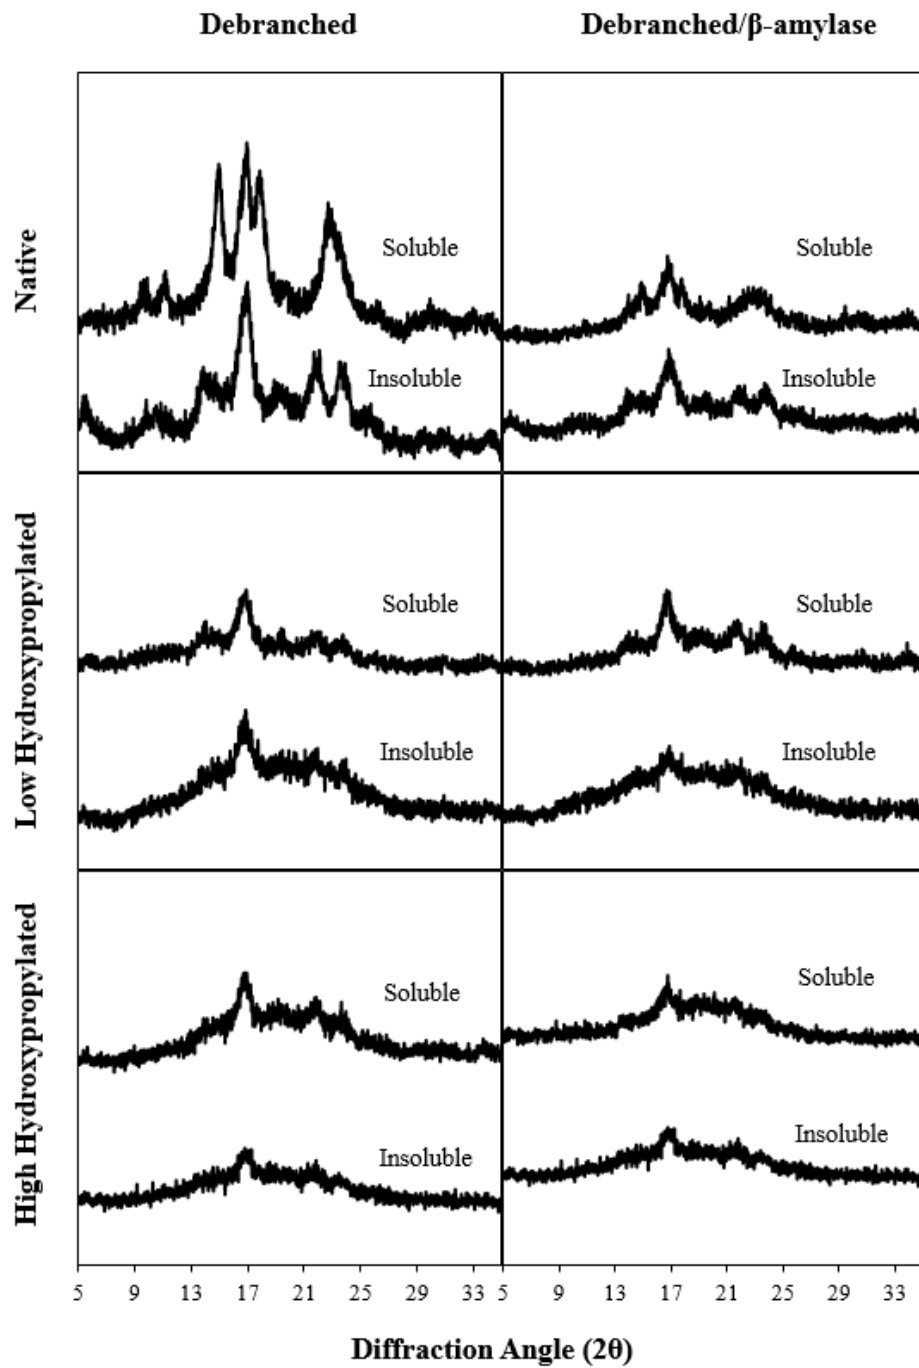 Debranched
Debranched/β-amylase
Native
Soluble
Soluble
Insoluble
Insoluble
Low Hydroxypropylated
Soluble
Soluble
Insoluble
Insoluble
High Hydroxypropylated
Soluble
Soluble
Insoluble
Insoluble
5 9 13 17 21 25 29 33 5 9 13 17 21 25 29 33
Diffraction Angle (2θ)